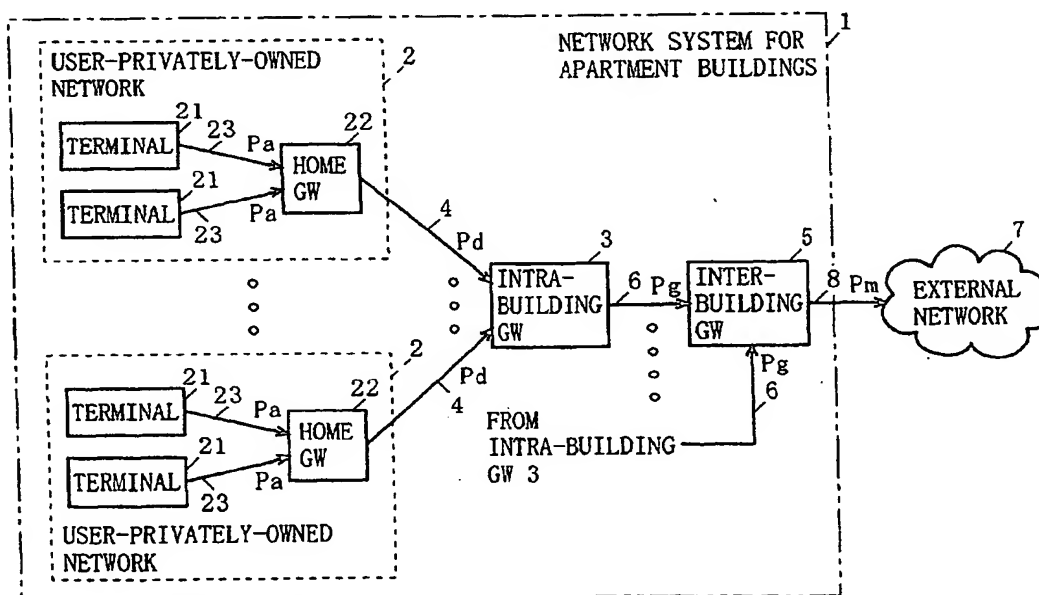 1
NETWORK SYSTEM FOR
APARTMENT BUILDINGS
USER-PRIVATELY-OWNED
NETWORK
2
21
TERMINAL
23
Pa
22
HOME
GW
21
TERMINAL
23
Pa
4
Pd
3
INTRA-
BUILDING
GW
6
Pg
5
INTER-
BUILDING
GW
8
Pm
7
EXTERNAL
NETWORK
Pg
6
FROM
INTRA-BUILDING
GW 3
Pd
4
2
21
TERMINAL
23
Pa
22
HOME
GW
21
TERMINAL
23
Pa
USER-PRIVATELY-OWNED
NETWORK